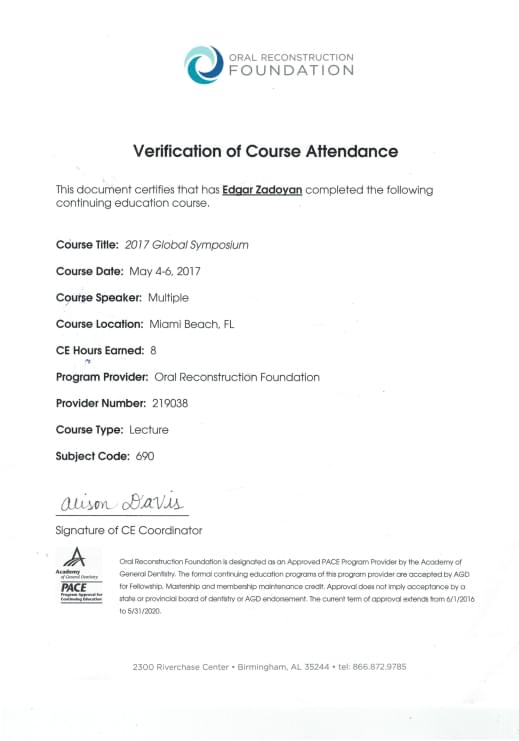 ORAL RECONSTRUCTION
FOUNDATION
Verification of Course Attendance
This document certifies that has Edgar Zadoyan completed the following
continuing education course.
Course Title: 2017 Global Symposium
Course Date: May 4-6, 2017
Course Speaker: Multiple
Course Location: Miami Beach, FL
CE Hours Earned: 8
Program Provider: Oral Reconstruction Foundation
Provider Number: 219038
Course Type: Lecture
Subject Code: 690
alison Davis
Signature of CE Coordinator
Academy
of General Dentistry
PACE
Program Approval for
Continuing Education
Oral Reconstruction Foundation is designated as an Approved PACE Program Provider by the Academy of
General Dentistry. The formal continuing education programs of this program provider are accepted by AGD
for Fellowship, Mastership and membership maintenance credit. Approval does not imply acceptance by a
state or provincial board of dentistry or AGD endorsement. The current term of approval extends from 6/1/2016
to 5/31/2020.
2300 Riverchase Center • Birmingham, AL 35244 • tel: 866.872.9785